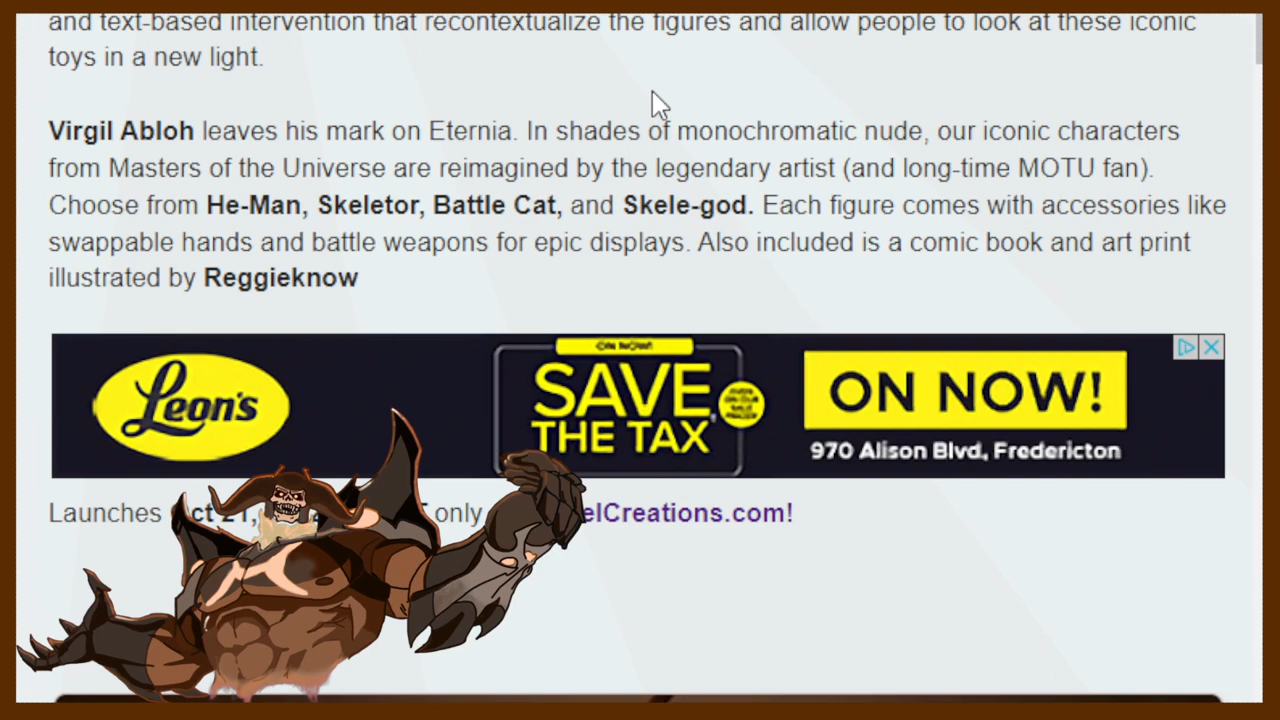 and text-based intervention that recontextualize the figures and allow people to look at these iconic
toys in a new light.
Virgil Abloh leaves his mark on Eternia. In shades of monochromatic nude, our iconic characters
from Masters of the Universe are reimagined by the legendary artist (and long-time MOTU fan).
Choose from He-Man, Skeletor, Battle Cat, and Skele-god. Each figure comes with accessories like
swappable hands and battle weapons for epic displays. Also included is a comic book and art print
illustrated by Reggieknow
Leon's
ON NOW!
SAVE
THE TAX
ON NOW!
970 Alison Blvd, Fredericton
Launches ct 21, only elCreations.com!